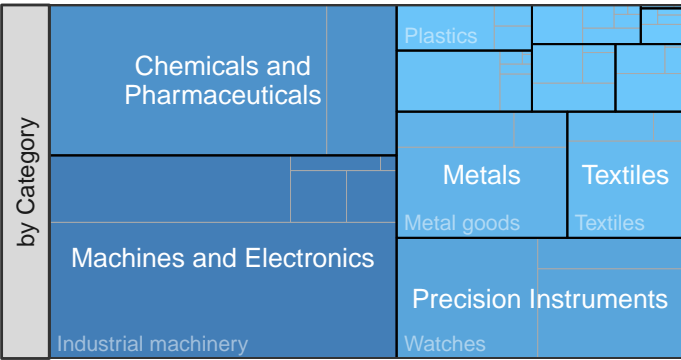 by Category
Chemicals and
Pharmaceuticals
Machines and Electronics
Industrial machinery
Plastics
Metals
Metal goods
Textiles
Textiles
Precision Instruments
Watches